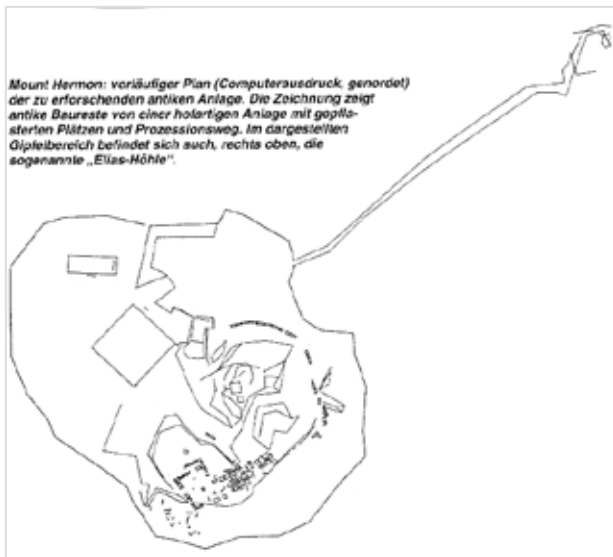 Mount Hermon: vorläufiger Plan (Computerausdruck, genordet)
der zu erforschenden antiken Anlage. Die Zeichnung zeigt
antike Baureste von einer hofartigen Anlage mit gepfla-
sterten Plätzen und Prozessionsweg. Im dargestellten
Gipfelbereich befindet sich auch, rechts oben, die
sogenannte „Elias-Höhle“.